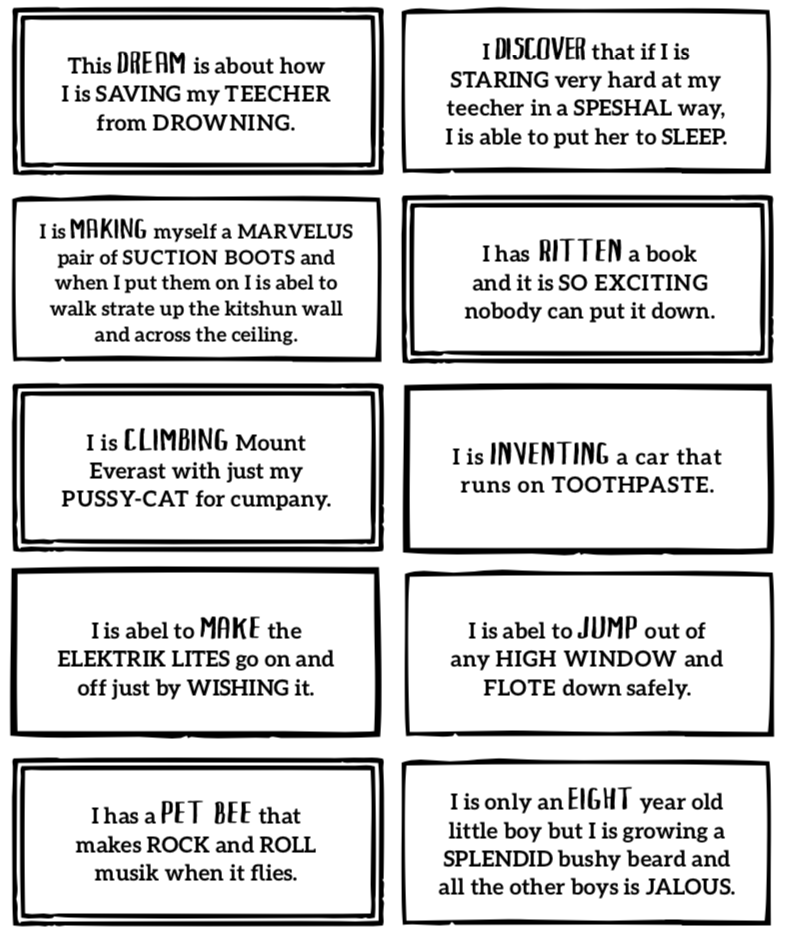 This DREAM is about how
I is SAVING my TEECHER
from DROWNING.
I DISCOVER that if I is
STARING very hard at my
teecher in a SPESHAL way,
I is able to put her to SLEEP.
I is MAKING myself a MARVELUS
pair of SUCTION BOOTS and
when I put them on I is abel to
walk strate up the kitshun wall
and across the ceiling.
I has RITTEN a book
and it is SO EXCITING
nobody can put it down.
I is CLIMBING Mount
Everast with just my
PUSSY-CAT for cumpany.
I is INVENTING a car that
runs on TOOTHPASTE.
I is abel to MAKE the
ELEKTRIK LITES go on and
off just by WISHING it.
I is abel to JUMP out of
any HIGH WINDOW and
FLOTE down safely.
I has a PET BEE that
makes ROCK and ROLL
musik when it flies.
I is only an EIGHT year old
little boy but I is growing a
SPLENDID bushy beard and
all the other boys is JALOUS.